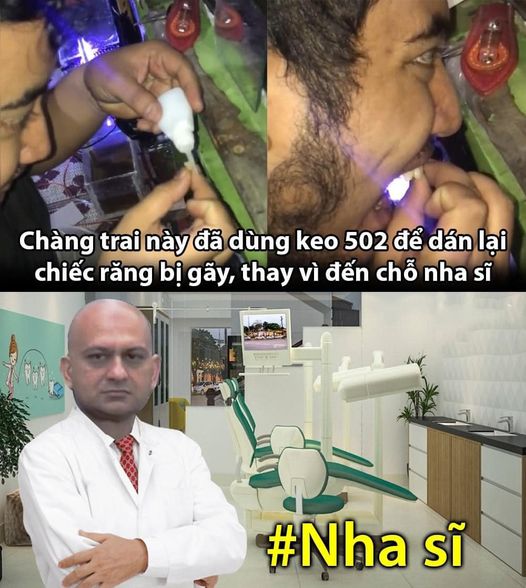 Chàng trai này đã dùng keo 502 để dán lại
chiếc răng bị gãy, thay vì đến chỗ nha sĩ
#Nha sĩ